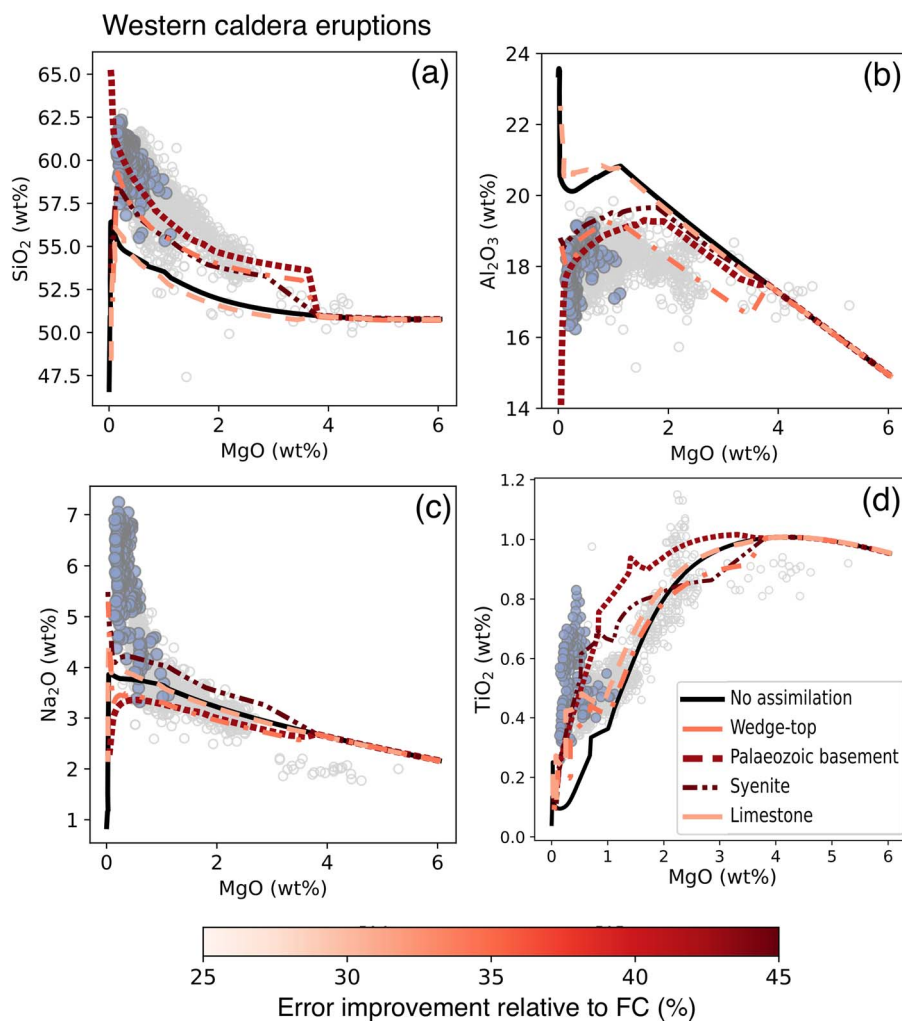 Western caldera eruptions
(a)
65.0
62.5
60.0
57.5
55.0
52.5
50.0
47.5
SiO₂ (wt%)
0 2 4 6
MgO (wt%)
(b)
24
22
20
18
16
14
Al₂O₃ (wt%)
0 2 4 6
MgO (wt%)
(c)
7
6
5
4
3
2
1
Na₂O (wt%)
0 2 4 6
MgO (wt%)
(d)
1.2
1.0
0.8
0.6
0.4
0.2
0.0
TiO₂ (wt%)
No assimilation
Wedge-top
Palaeozoic basement
Syenite
Limestone
0 1 2 3 4 5 6
MgO (wt%)
25 30 35 40 45
Error improvement relative to FC (%)